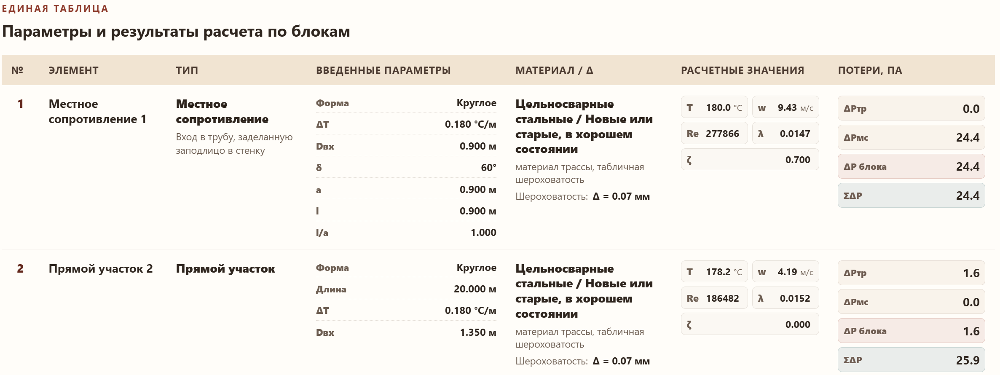 ЕДИНАЯ ТАБЛИЦА
Параметры и результаты расчета по блокам
№ ЭЛЕМЕНТ ТИП ВВЕДЕННЫЕ ПАРАМЕТРЫ МАТЕРИАЛ / Δ РАСЧЕТНЫЕ ЗНАЧЕНИЯ ПОТЕРИ, ПА
1
Местное
сопротивление 1
Местное
сопротивление
Вход в трубу, заделанную
заподлицо в стенку
Форма Круглое
ΔT 0.180 °C/м
Dвх 0.900 м
δ 60°
a 0.900 м
l 0.900 м
l/a 1.000
Цельносварные
стальные / Новые или
старые, в хорошем
состоянии
материал трассы, табличная
шероховатость
Шероховатость: Δ = 0.07 мм
T 180.0 °C w 9.43 м/с
Re 277866 λ 0.0147
ζ 0.700
ΔPтр 0.0
ΔPмс 24.4
ΔP блока 24.4
ΣΔP 24.4
2
Прямой участок 2
Прямой участок
Форма Круглое
Длина 20.000 м
ΔT 0.180 °C/м
Dвх 1.350 м
Цельносварные
стальные / Новые или
старые, в хорошем
состоянии
материал трассы, табличная
шероховатость
Шероховатость: Δ = 0.07 мм
T 178.2 °C w 4.19 м/с
Re 186482 λ 0.0152
ζ 0.000
ΔPтр 1.6
ΔPмс 0.0
ΔP блока 1.6
ΣΔP 25.9